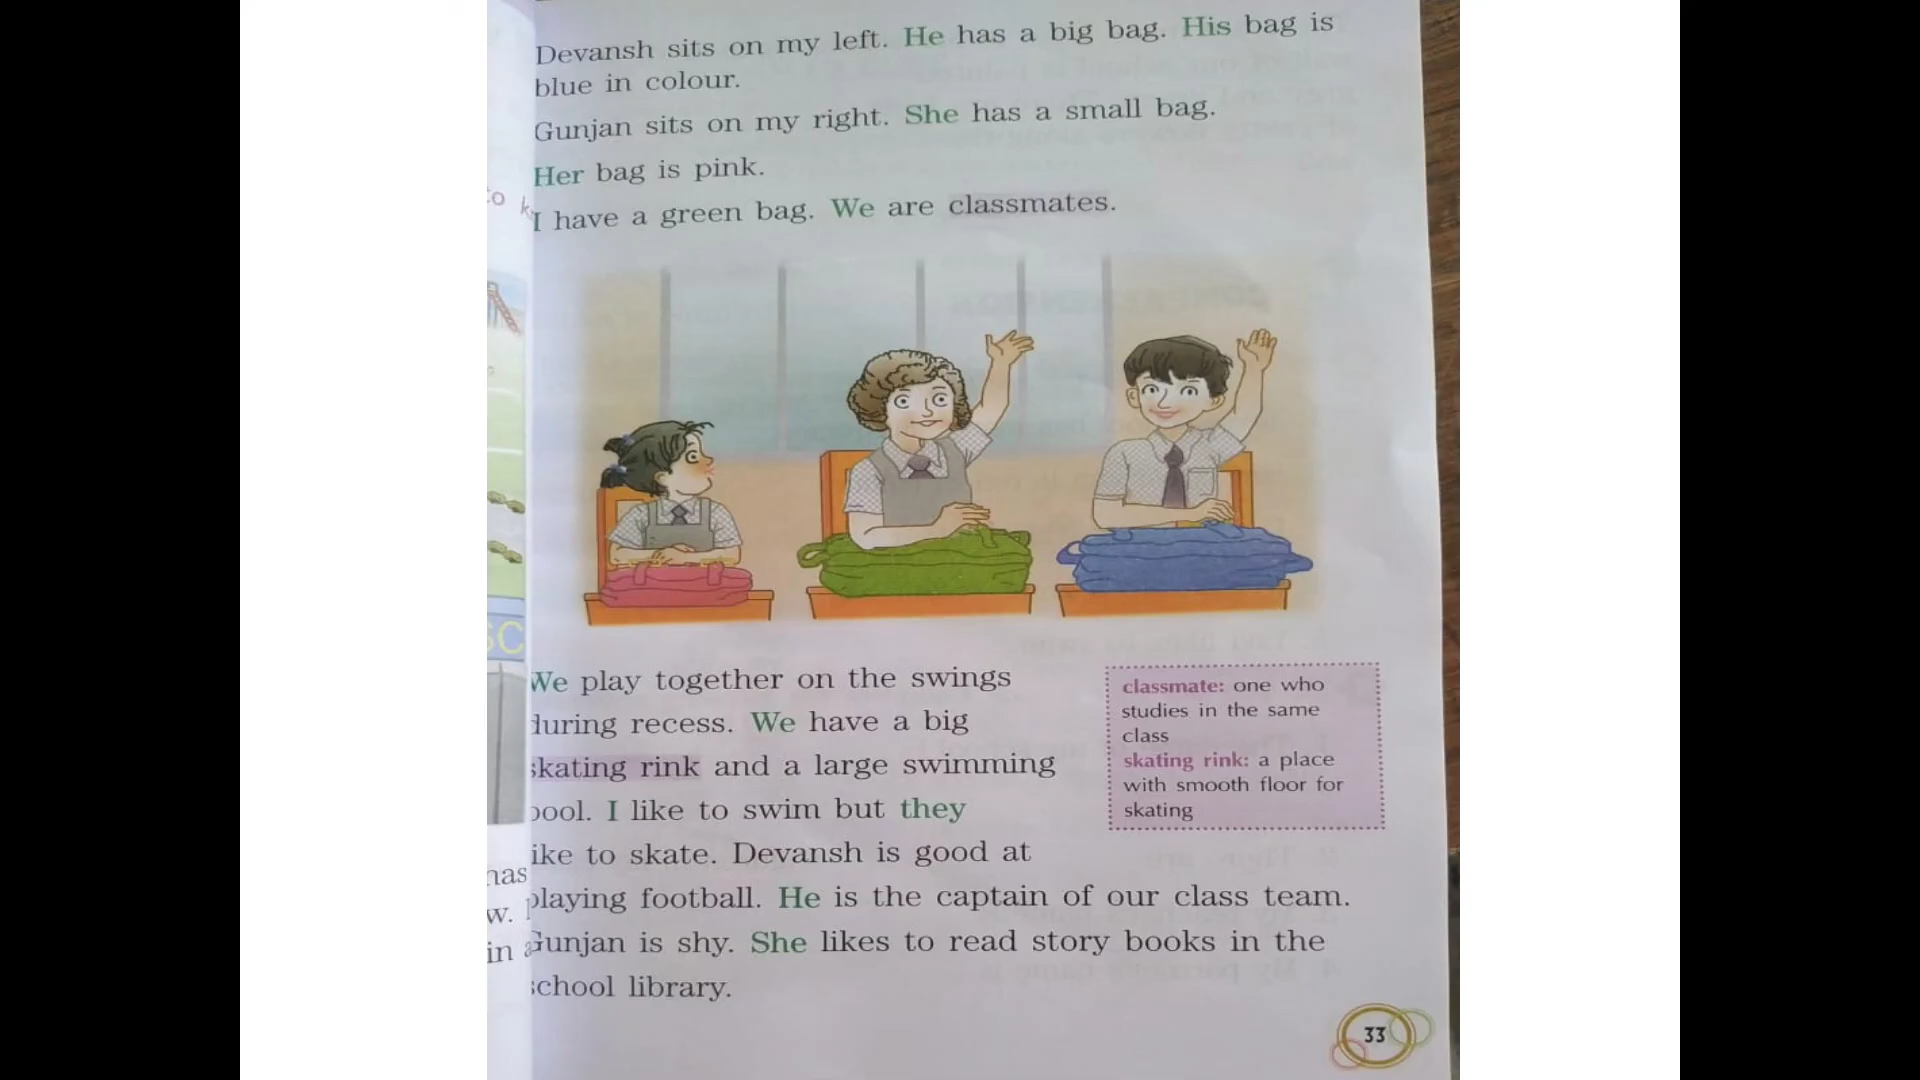 Devansh sits on my left. He has a big bag. His bag is
blue in colour.
Gunjan sits on my right. She has a small bag.
Her bag is pink.
to k
I have a green bag. We are classmates.
SC
We play together on the swings
during recess. We have a big
skating rink and a large swimming
pool. I like to swim but they
like to skate. Devansh is good at
playing football. He is the captain of our class team.
Gunjan is shy. She likes to read story books in the
school library.
classmate: one who
studies in the same
class
skating rink: a place
with smooth floor for
skating
has
w.
in a
33